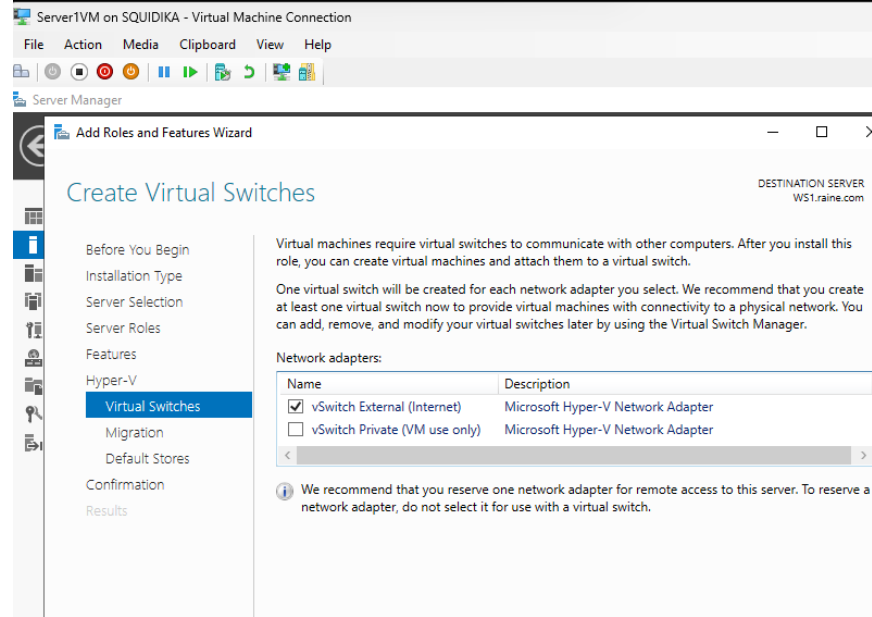 Server1VM on SQUIDIKA - Virtual Machine Connection
File Action Media Clipboard View Help
Server Manager
Add Roles and Features Wizard
Create Virtual Switches
DESTINATION SERVER
WS1.raine.com
Before You Begin
Installation Type
Server Selection
Server Roles
Features
Hyper-V
Virtual Switches
Migration
Default Stores
Confirmation
Results
Virtual machines require virtual switches to communicate with other computers. After you install this
role, you can create virtual machines and attach them to a virtual switch.
One virtual switch will be created for each network adapter you select. We recommend that you create
at least one virtual switch now to provide virtual machines with connectivity to a physical network. You
can add, remove, and modify your virtual switches later by using the Virtual Switch Manager.
Network adapters:
Name Description
vSwitch External (Internet) Microsoft Hyper-V Network Adapter
vSwitch Private (VM use only) Microsoft Hyper-V Network Adapter
We recommend that you reserve one network adapter for remote access to this server. To reserve a
network adapter, do not select it for use with a virtual switch.